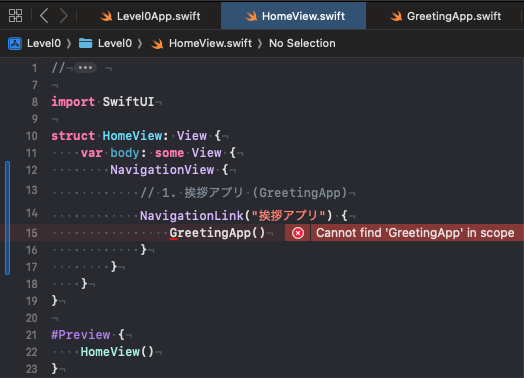 Level0App.swift HomeView.swift GreetingApp.swift
Level0 Level0 HomeView.swift No Selection
1 // •••
7
8 import SwiftUI
9
10 struct HomeView: View {
11 var body: some View {
12 NavigationView {
13 // 1. 挨拶アプリ (GreetingApp)
14 NavigationLink("挨拶アプリ") {
15 GreetingApp() Cannot find 'GreetingApp' in scope
16 }
17 }
18 }
19 }
20
21 #Preview {
22 HomeView()
23 }